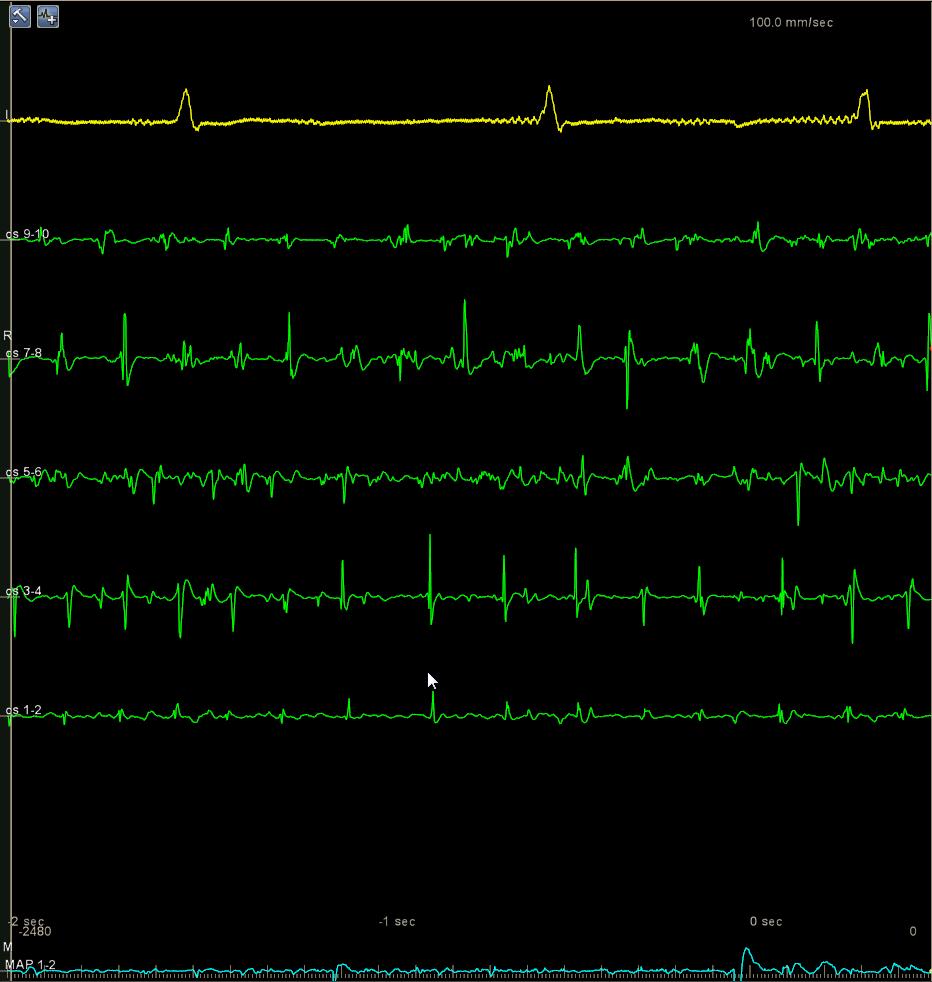 100.0 mm/sec
I
cs 9-10
R
cs 7-8
cs 5-6
cs 3-4
cs 1-2
-2 sec
-1 sec
0 sec
-2480
0
M
MAP 1-2